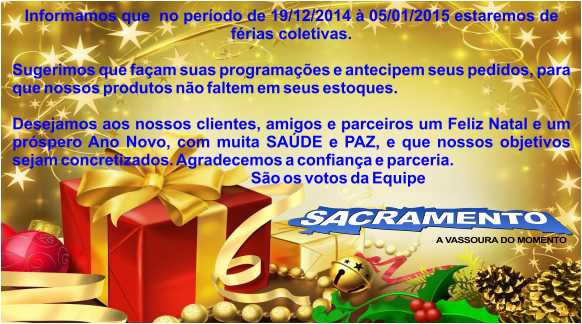 Informamos que no período de 19/12/2014 à 05/01/2015 estaremos de
férias coletivas.
Sugerimos que façam suas programações e antecipem seus pedidos, para
que nossos produtos não faltem em seus estoques.
Desejamos aos nossos clientes, amigos e parceiros um Feliz Natal e um
próspero Ano Novo, com muita SAÚDE e PAZ, e que nossos objetivos
sejam concretizados. Agradecemos a confiança e parceria.
São os votos da Equipe
SACRAMENTO
A VASSOURA DO MOMENTO